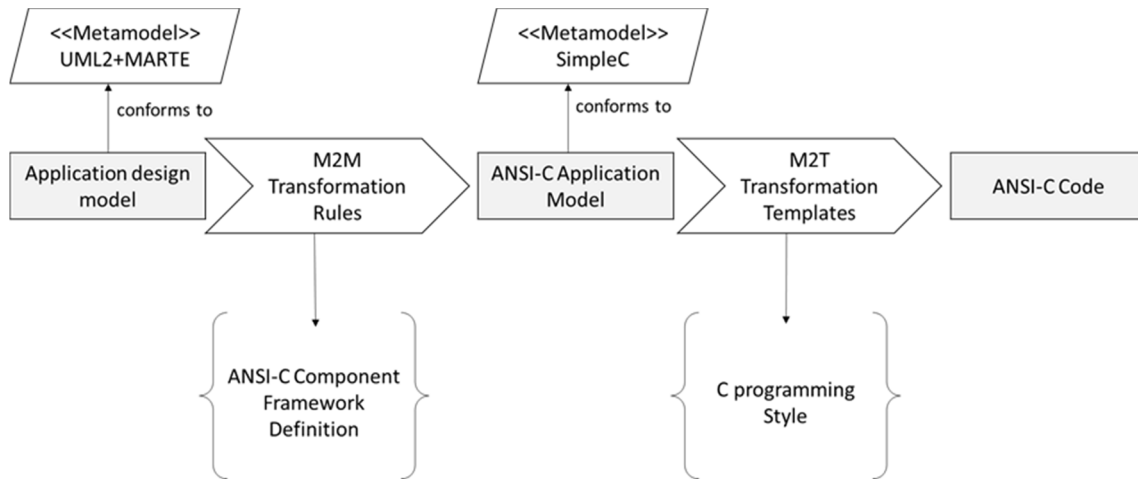 <<Metamodel>>
UML2+MARTE
<<Metamodel>>
SimpleC
conforms to
conforms to
Application design
model
M2M
Transformation
Rules
ANSI-C Application
Model
M2T
Transformation
Templates
ANSI-C Code
ANSI-C Component
Framework
Definition
C programming
Style